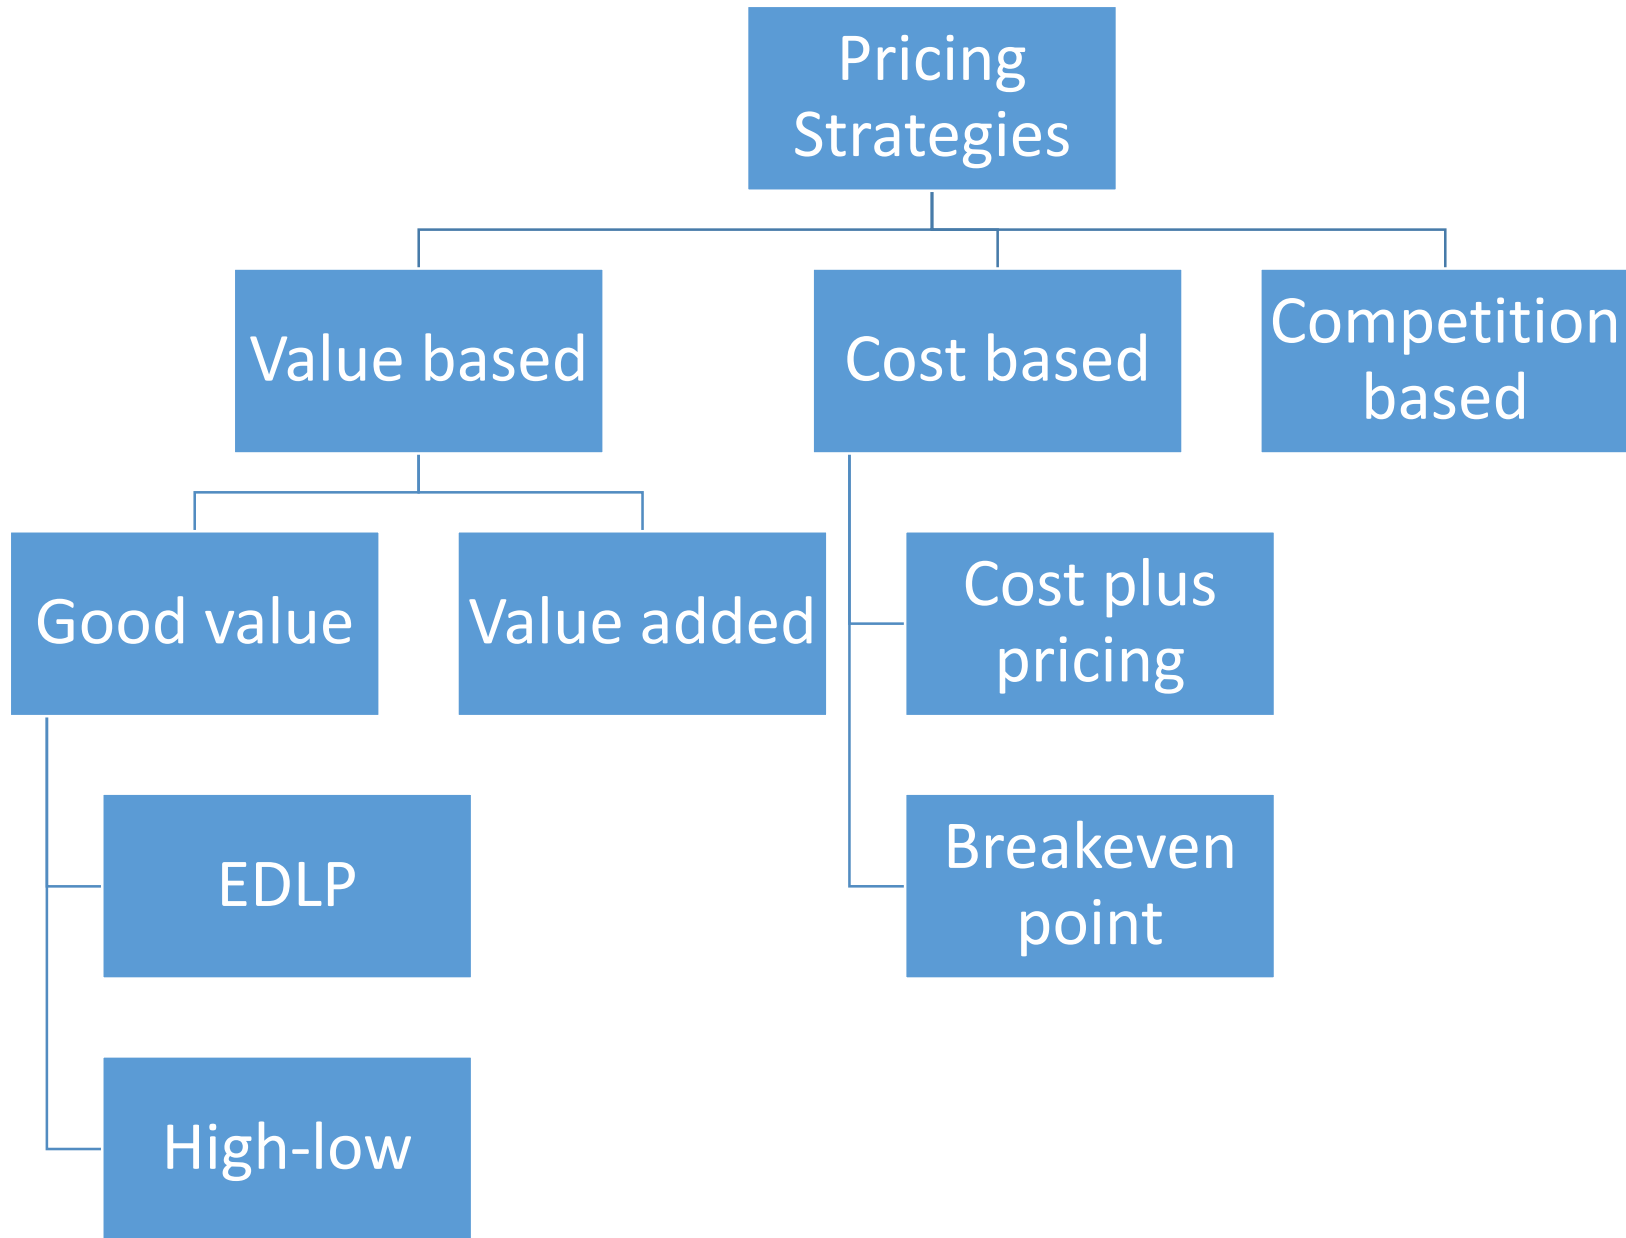 Pricing
Strategies
Value based
Cost based
Competition
based
Good value
Value added
Cost plus
pricing
EDLP
Breakeven
point
High-low